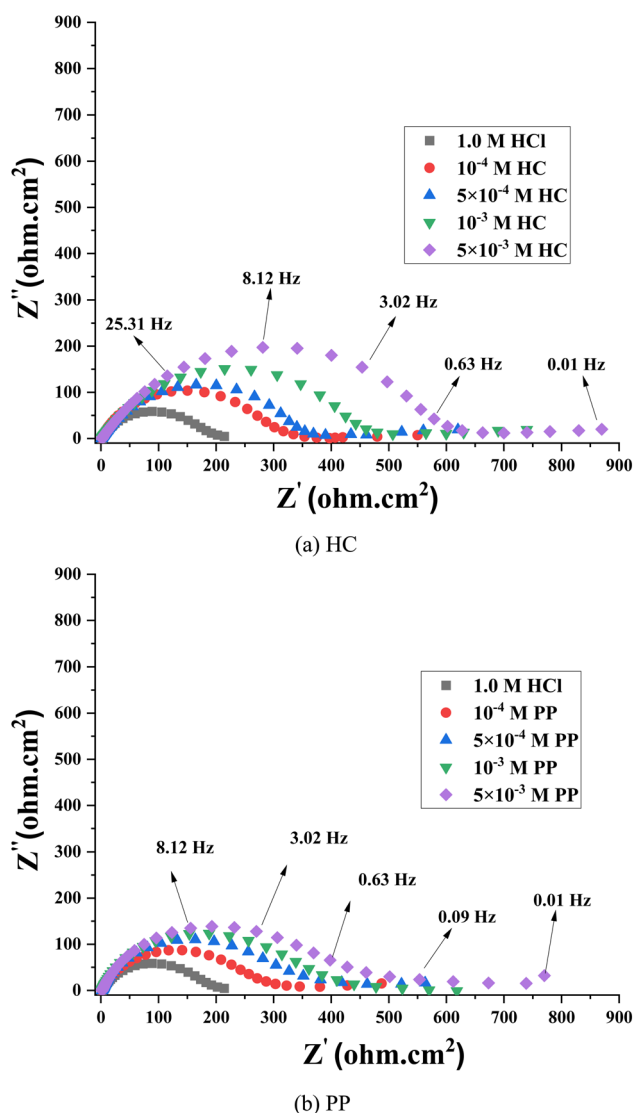 900
800
700
600
500
400
300
200
100
0
Z'' (ohm.cm²)
1.0 M HCl
10⁻⁴ M HC
5×10⁻⁴ M HC
10⁻³ M HC
5×10⁻³ M HC
25.31 Hz
8.12 Hz
3.02 Hz
0.63 Hz
0.01 Hz
0 100 200 300 400 500 600 700 800 900
Z' (ohm.cm²)
(a) HC
900
800
700
600
500
400
300
200
100
0
Z'' (ohm.cm²)
1.0 M HCl
10⁻⁴ M PP
5×10⁻⁴ M PP
10⁻³ M PP
5×10⁻³ M PP
8.12 Hz
3.02 Hz
0.63 Hz
0.09 Hz
0.01 Hz
0 100 200 300 400 500 600 700 800 900
Z' (ohm.cm²)
(b) PP